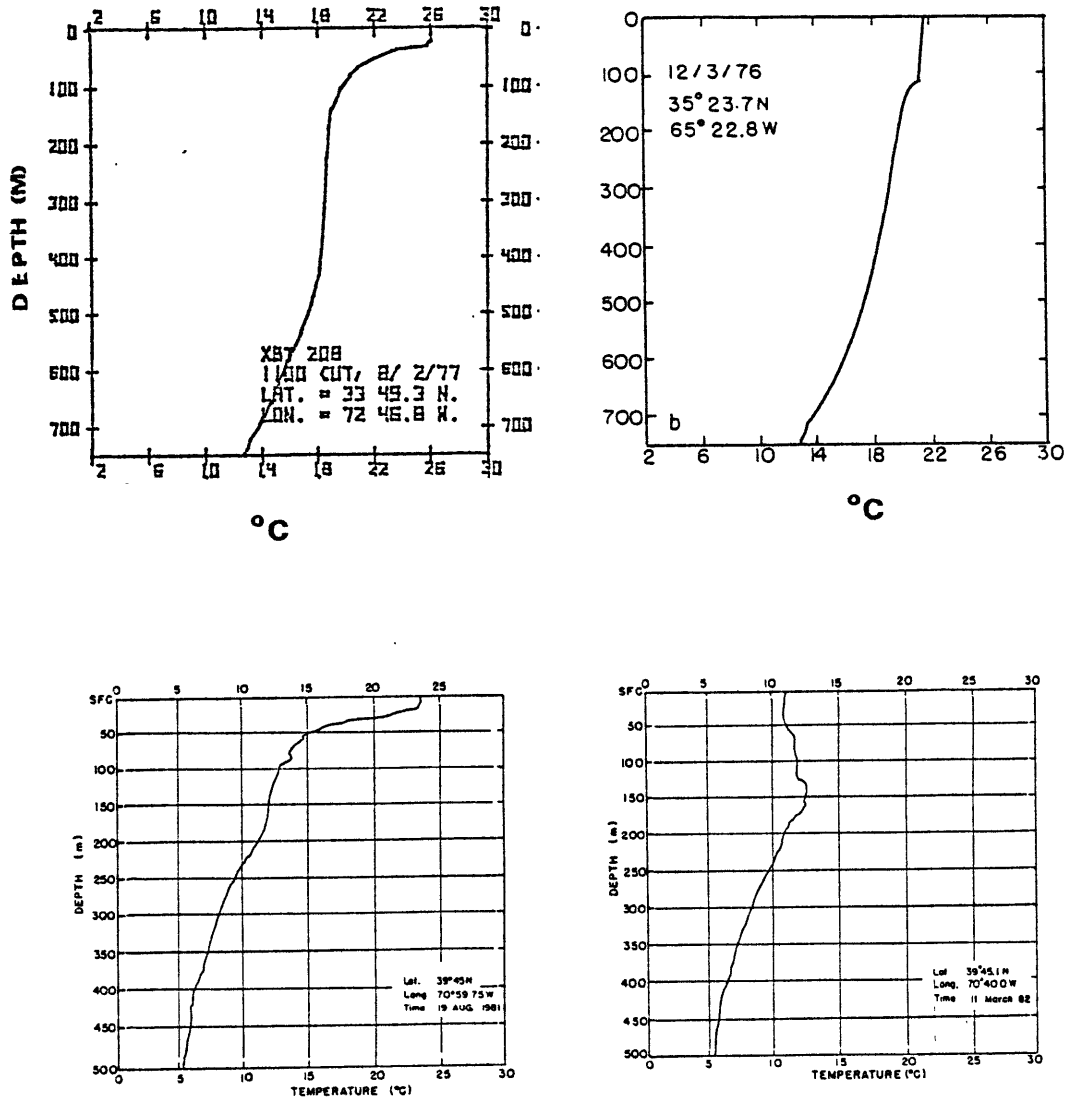 2 6 10 14 18 22 26 30
0 0
100 100
200 200
300 300
400 400
500 500
600 600
700 700
DEPTH (M)
XBT 208
1100 CUT, 8/ 2/77
LAT. = 33 49.3 N.
LON. = 72 46.8 W.
2 6 10 14 18 22 26 30
°C
0
100
200
300
400
500
600
700
12/3/76
35° 23.7N
65° 22.8W
b
2 6 10 14 18 22 26 30
°C
0 5 10 15 20 25
SFC
50
100
150
200
250
300
350
400
450
500
DEPTH (m)
Lat. 39°45N
Long 70°59.75W
Time 19 AUG. 1981
0 5 10 15 20 25 30
TEMPERATURE (°C)
0 5 10 15 20 25 30
SFC
50
100
150
200
250
300
350
400
450
500
DEPTH (m)
Lat 39°45.1N
Long. 70°40.0W
Time 11 March 82
0 5 10 15 20 25 30
TEMPERATURE (°C)